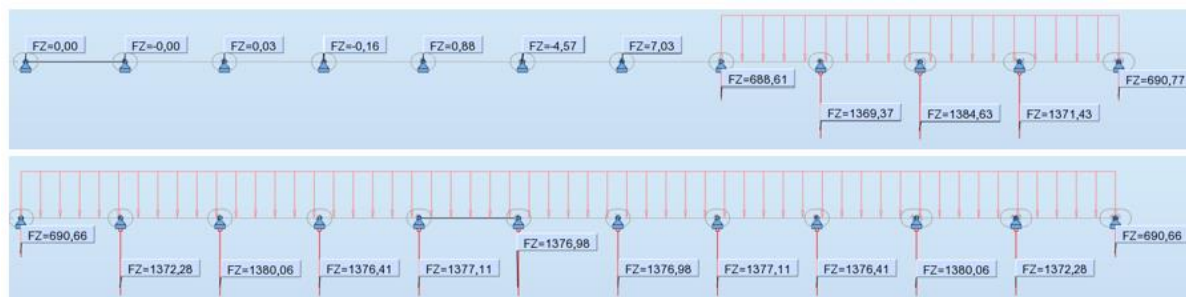 FZ=0,00 FZ=-0,00 FZ=0,03 FZ=-0,16 FZ=0,88 FZ=-4,57 FZ=7,03
FZ=688,61 FZ=690,77
FZ=1369,37 FZ=1384,63 FZ=1371,43
FZ=690,66 FZ=1376,98 FZ=690,66
FZ=1372,28 FZ=1380,06 FZ=1376,41 FZ=1377,11 FZ=1376,98 FZ=1377,11 FZ=1376,41 FZ=1380,06 FZ=1372,28